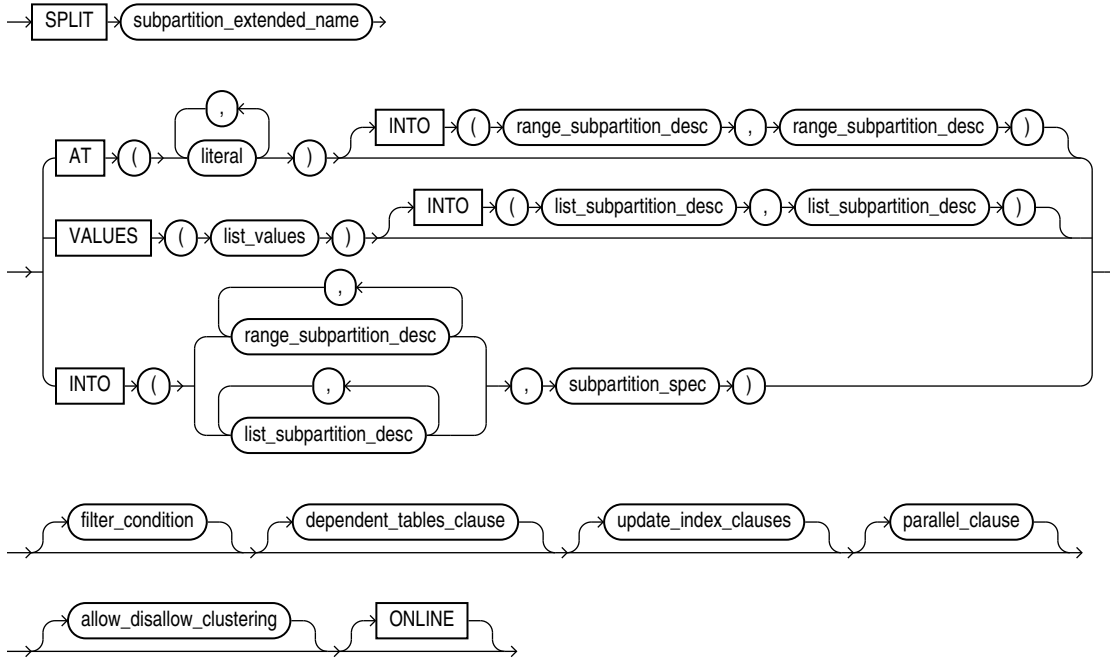 SPLIT subpartition_extended_name
,
INTO ( range_subpartition_desc , range_subpartition_desc )
AT ( literal )
INTO ( list_subpartition_desc , list_subpartition_desc )
VALUES ( list_values )
,
range_subpartition_desc
INTO ( , , subpartition_spec )
list_subpartition_desc
filter_condition dependent_tables_clause update_index_clauses parallel_clause
allow_disallow_clustering ONLINE